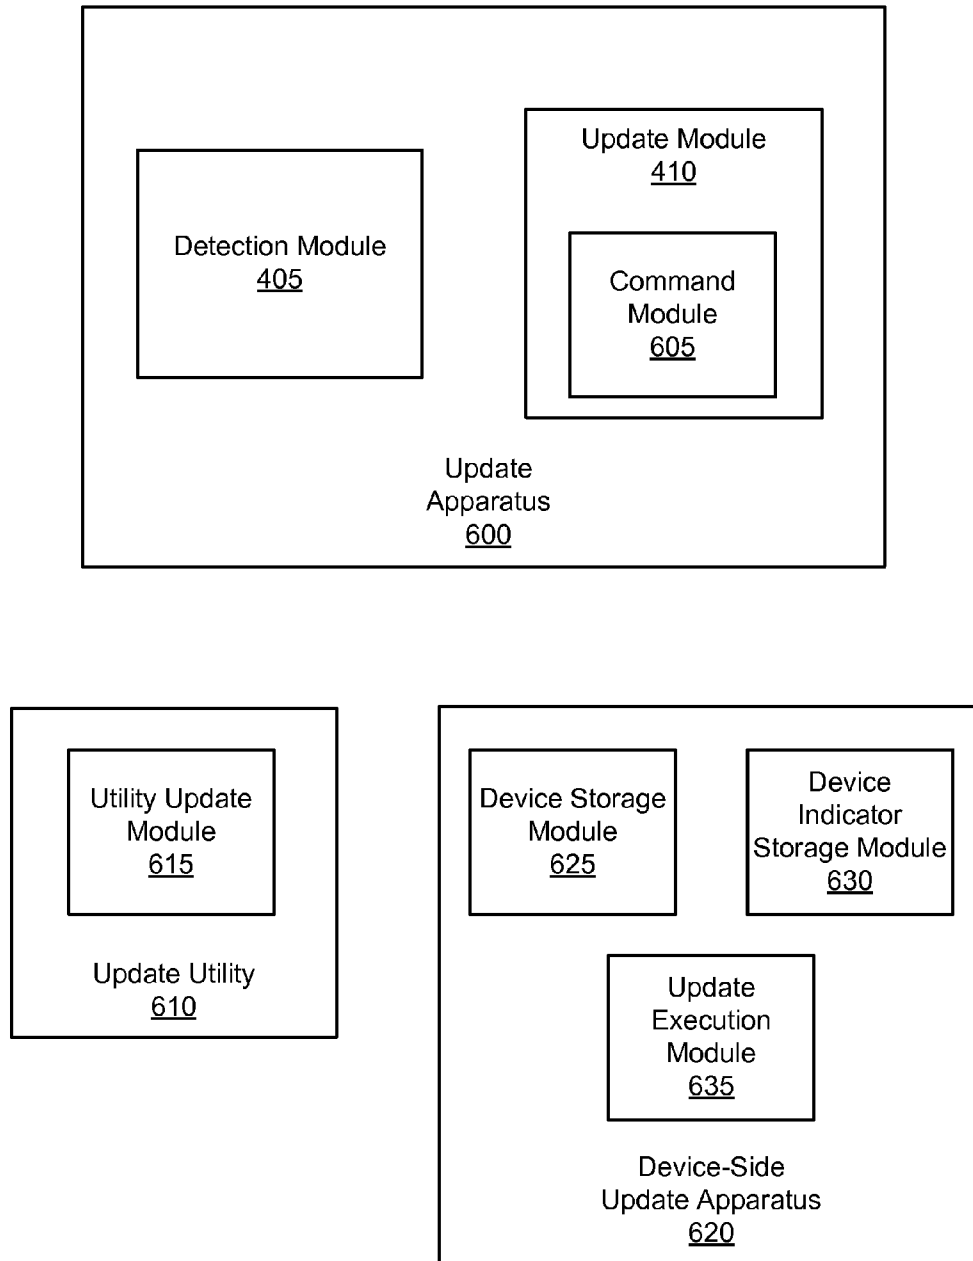 Update Module
410
Detection Module
405
Command
Module
605
Update
Apparatus
600
Utility Update
Module
615
Update Utility
610
Device Storage
Module
625
Device
Indicator
Storage Module
630
Update
Execution
Module
635
Device-Side
Update Apparatus
620